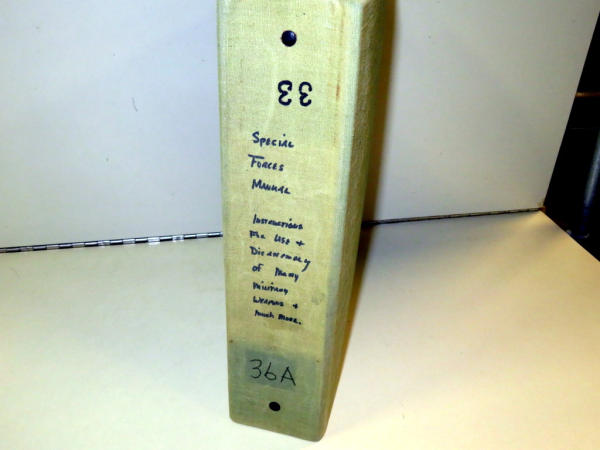 33
SPECIAL
FORCES
MANUAL
INSTRUCTIONS
FOR USE +
DISASSEMBLY
OF MANY
MILITARY
WEAPONS +
MUCH MORE.
36A